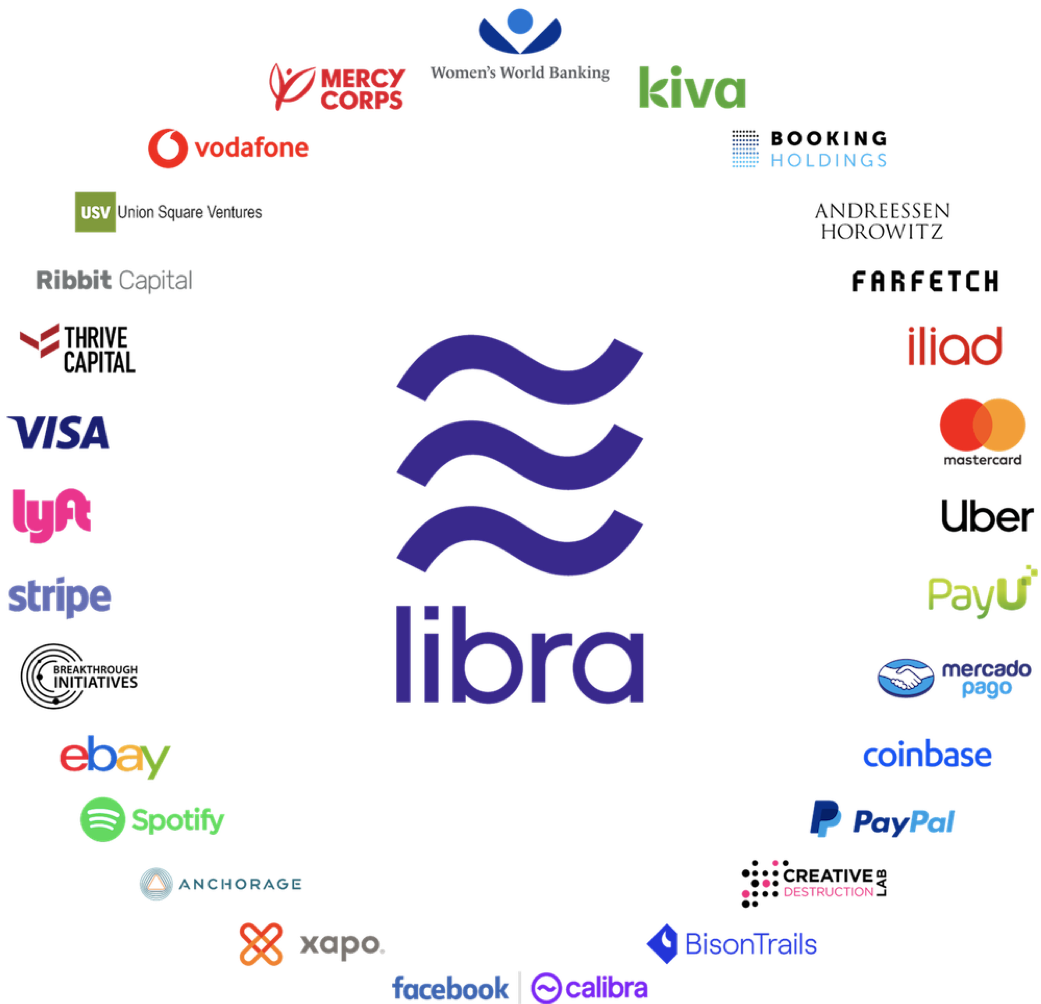 Women's World Banking
MERCY
CORPS
kiva
vodafone
BOOKING
HOLDINGS
USV Union Square Ventures
ANDREESSEN
HOROWITZ
Ribbit Capital
FARFETCH
THRIVE
CAPITAL
iliad
VISA
mastercard
lyft
Uber
stripe
PayU
libra
BREAKTHROUGH
INITIATIVES
mercado
pago
ebay
coinbase
Spotify
P PayPal
ANCHORAGE
CREATIVE
DESTRUCTION
LAB
xapo.
BisonTrails
facebook | calibra